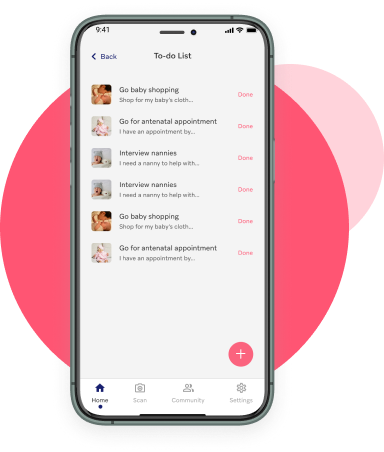 9:41
Back
To-do List
Go baby shopping
Shop for my baby's cloth...
Done
Go for antenatal appointment
I have an appointment by...
Done
Interview nannies
I need a nanny to help with...
Done
Interview nannies
I need a nanny to help with...
Done
Go baby shopping
Shop for my baby's cloth...
Done
Go for antenatal appointment
I have an appointment by...
Done
Home
Scan
Community
Settings